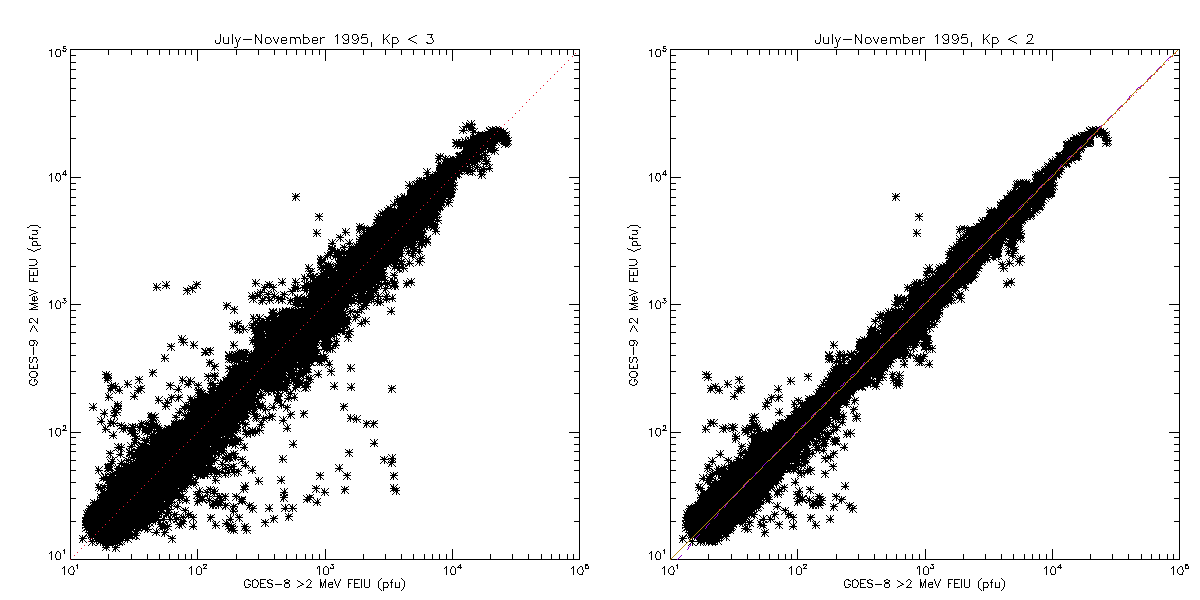 July-November 1995, Kp < 3
10^5
10^4
10^3
10^2
10^1
GOES-9 >2 MeV FEIU (pfu)
10^1 10^2 10^3 10^4 10^5
GOES-8 >2 MeV FEIU (pfu)
July-November 1995, Kp < 2
10^5
10^4
10^3
10^2
10^1
GOES-9 >2 MeV FEIU (pfu)
10^1 10^2 10^3 10^4 10^5
GOES-8 >2 MeV FEIU (pfu)